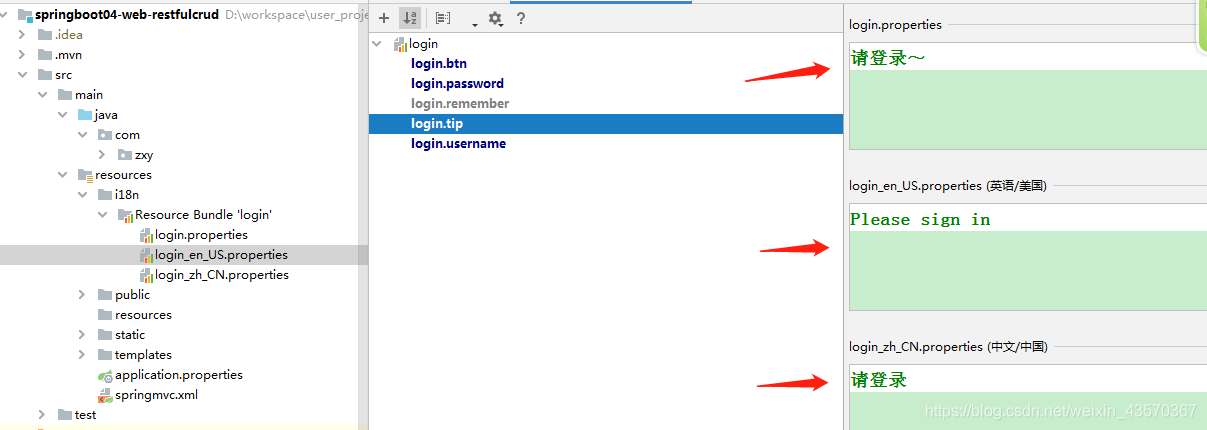 springboot04-web-restfulcrud D:\workspace\user_proje
.idea
.mvn
src
main
java
com
zxy
resources
i18n
Resource Bundle 'login'
login.properties
login_en_US.properties
login_zh_CN.properties
public
resources
static
templates
application.properties
springmvc.xml
test
login
login.btn
login.password
login.remember
login.tip
login.username
login.properties
请登录～
login_en_US.properties (英语/美国)
Please sign in
login_zh_CN.properties (中文/中国)
请登录
https://blog.csdn.net/weixin_43570367